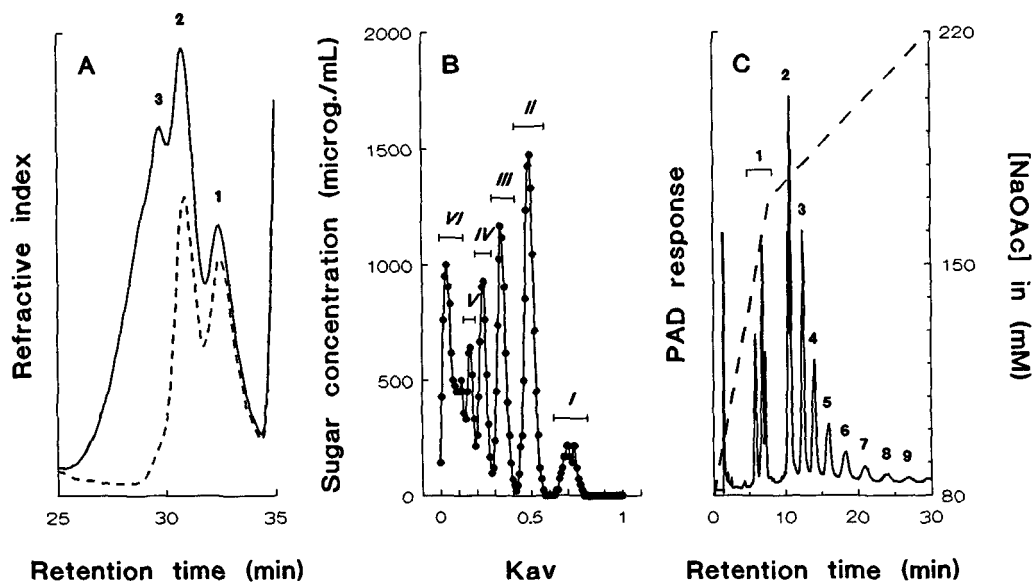 A
Refractive index
1
2
3
25
30
35
Retention time (min)
B
Sugar concentration (microg./mL)
2000
1500
1000
500
0
VI
V
IV
III
II
I
0
0.5
1
Kav
C
PAD response
1
2
3
4
5
6
7
8
9
0
10
20
30
Retention time (min)
220
150
80
[NaOAc] in (mM)